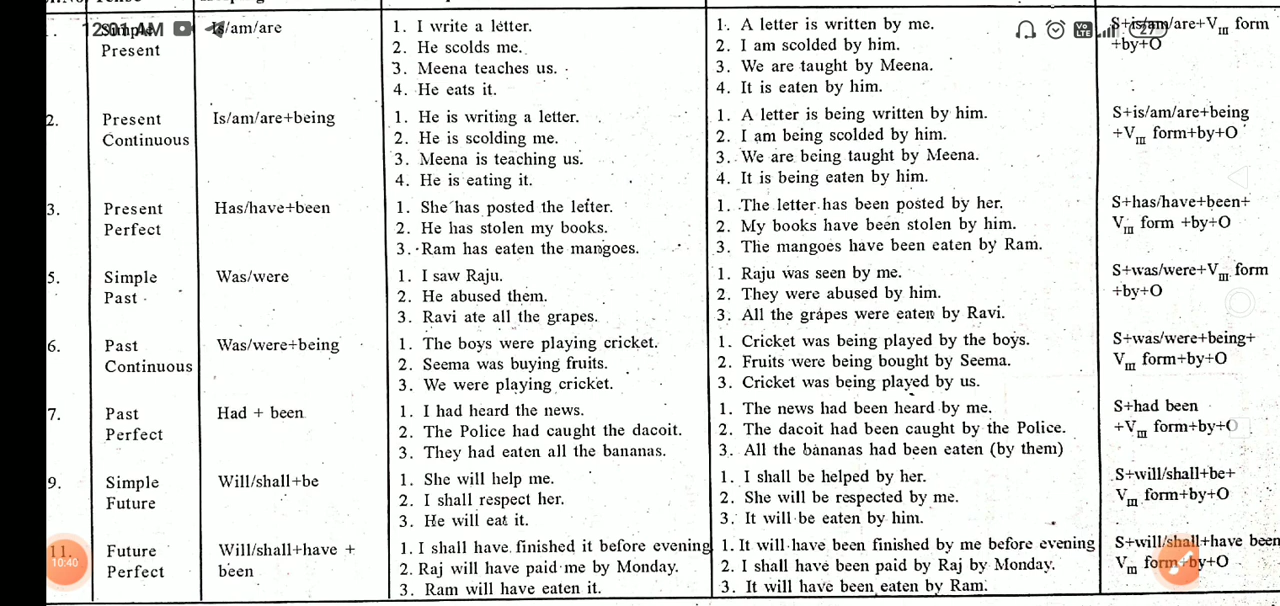 12:01 AM
27
1. Simple Present
Is/am/are
1. I write a letter.
2. He scolds me.
3. Meena teaches us.
4. He eats it.
1. A letter is written by me.
2. I am scolded by him.
3. We are taught by Meena.
4. It is eaten by him.
S+is/am/are+VIII form
+by+O
2. Present
Continuous
Is/am/are+being
1. He is writing a letter.
2. He is scolding me.
3. Meena is teaching us.
4. He is eating it.
1. A letter is being written by him.
2. I am being scolded by him.
3. We are being taught by Meena.
4. It is being eaten by him.
S+is/am/are+being
+VIII form+by+O
3. Present
Perfect
Has/have+been
1. She has posted the letter.
2. He has stolen my books.
3. Ram has eaten the mangoes.
1. The letter has been posted by her.
2. My books have been stolen by him.
3. The mangoes have been eaten by Ram.
S+has/have+been+
VIII form +by+O
5. Simple
Past
Was/were
1. I saw Raju.
2. He abused them.
3. Ravi ate all the grapes.
1. Raju was seen by me.
2. They were abused by him.
3. All the grapes were eaten by Ravi.
S+was/were+VIII form
+by+O
6. Past
Continuous
Was/were+being
1. The boys were playing cricket.
2. Seema was buying fruits.
3. We were playing cricket.
1. Cricket was being played by the boys.
2. Fruits were being bought by Seema.
3. Cricket was being played by us.
S+was/were+being+
VIII form+by+O
7. Past
Perfect
Had + been
1. I had heard the news.
2. The Police had caught the dacoit.
3. They had eaten all the bananas.
1. The news had been heard by me.
2. The dacoit had been caught by the Police.
3. All the bananas had been eaten (by them)
S+had been
+VIII form+by+O
9. Simple
Future
Will/shall+be
1. She will help me.
2. I shall respect her.
3. He will eat it.
1. I shall be helped by her.
2. She will be respected by me.
3. It will be eaten by him.
S+will/shall+be+
VIII form+by+O
11. Future
Perfect
10:40
Will/shall+have +
been
1. I shall have finished it before evening
2. Raj will have paid me by Monday.
3. Ram will have eaten it.
1. It will have been finished by me before evening
2. I shall have been paid by Raj by Monday.
3. It will have been eaten by Ram.
S+will/shall+have been
VIII form+by+O